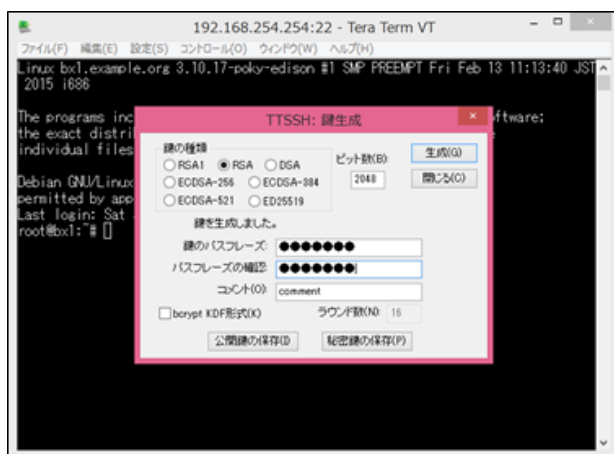 192.168.254.254:22 - Tera Term VT
ファイル(F) 編集(E) 設定(S) コントロール(O) ウィンドウ(W) ヘルプ(H)
Linux bx1.example.org 3.10.17-poky-edison #1 SMP PREEMPT Fri Feb 13 11:13:40 JST
2015 i686
The programs inc
ftware;
the exact distri
individual files
Debian GNU/Linux
permitted by app
Last login: Sat
root@bx1:~#
TTSSH: 鍵生成
鍵の種類
RSA1 RSA DSA
ECDSA-256 ECDSA-384
ECDSA-521 ED25519
ビット数(B):
2048
生成(G)
閉じる(C)
鍵を生成しました。
鍵のパスフレーズ: ●●●●●●●
パスフレーズの確認: ●●●●●●●
コメント(O): comment
bcrypt KDF形式(K) ラウンド数(N): 16
公開鍵の保存(I) 秘密鍵の保存(P)